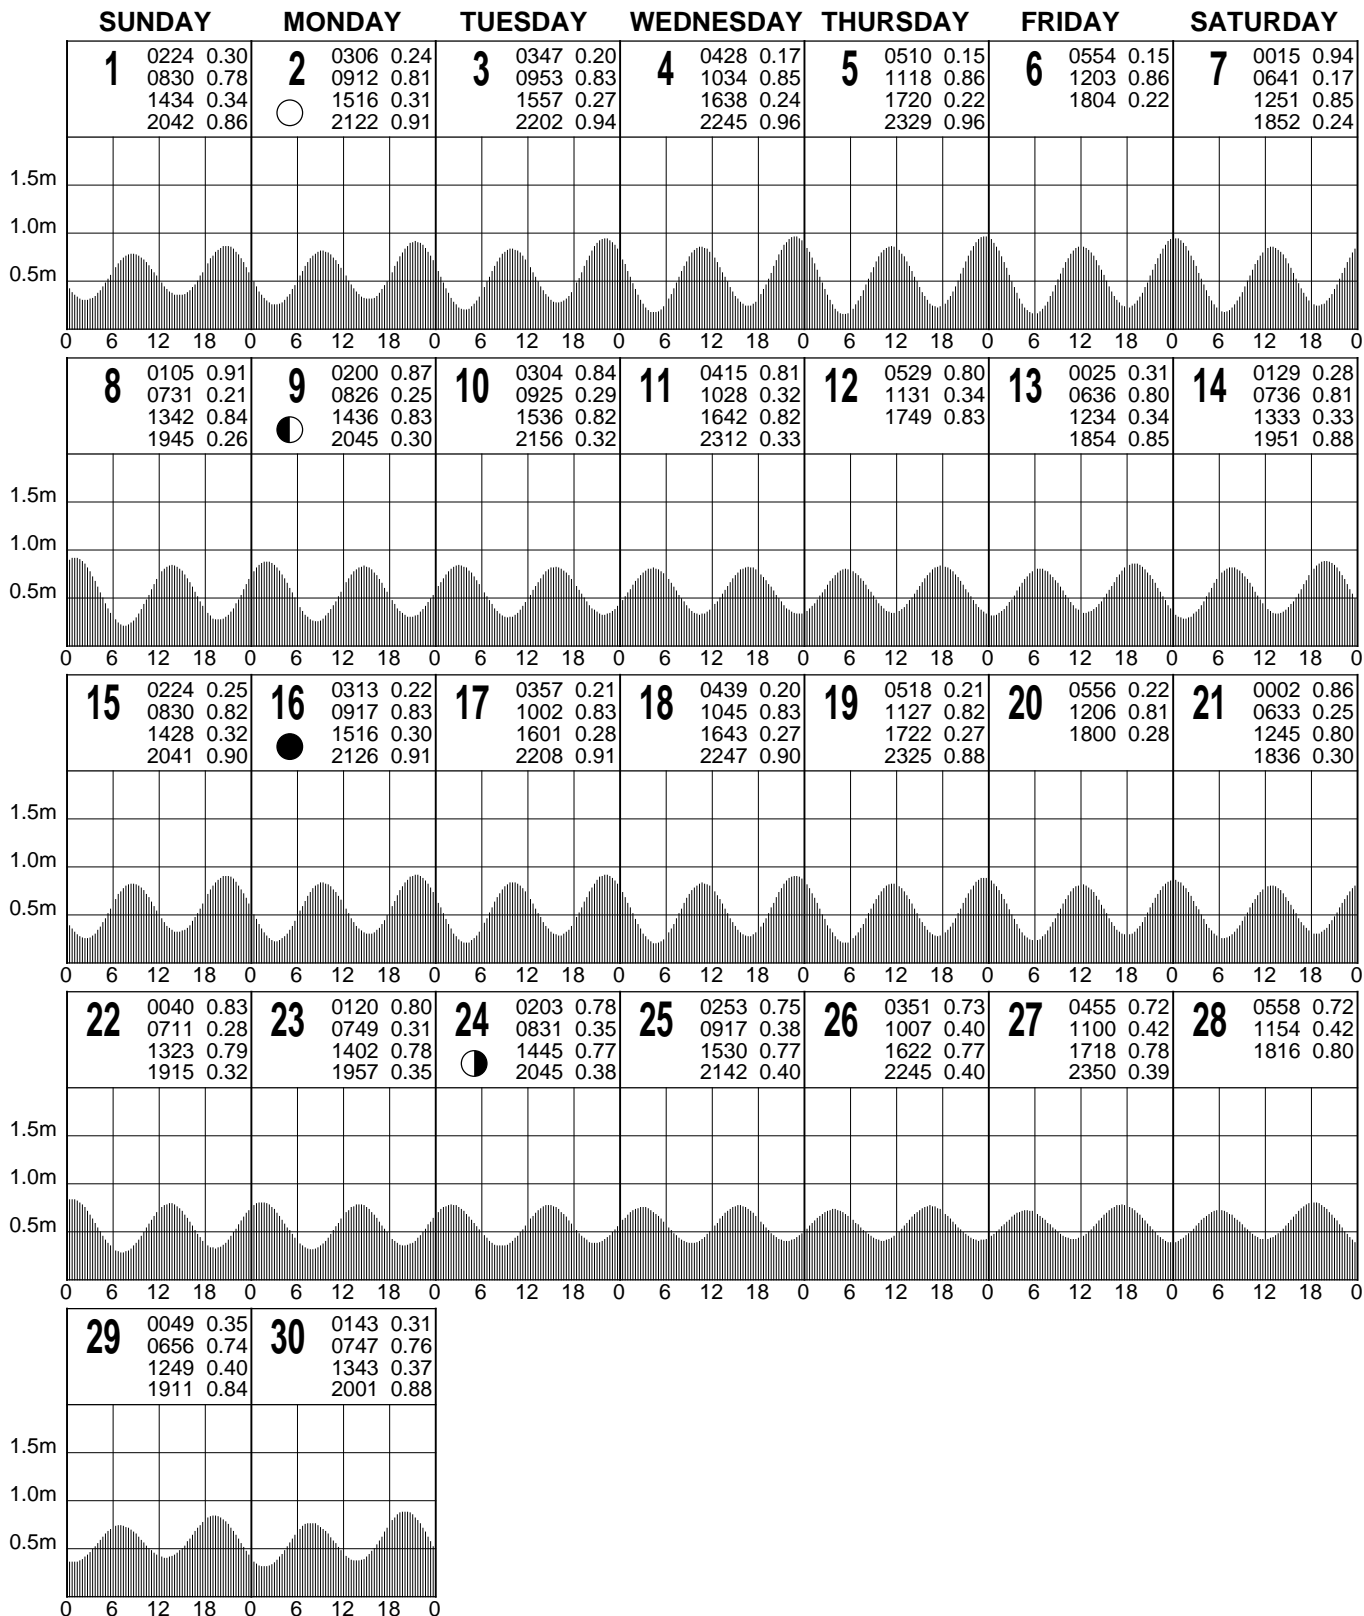 SUNDAY MONDAY TUESDAY WEDNESDAY THURSDAY FRIDAY SATURDAY
1 0224 0.30
0830 0.78
1434 0.34
2042 0.86
2 0306 0.24
0912 0.81
1516 0.31
2122 0.91
3 0347 0.20
0953 0.83
1557 0.27
2202 0.94
4 0428 0.17
1034 0.85
1638 0.24
2245 0.96
5 0510 0.15
1118 0.86
1720 0.22
2329 0.96
6 0554 0.15
1203 0.86
1804 0.22
7 0015 0.94
0641 0.17
1251 0.85
1852 0.24
1.5m
1.0m
0.5m
0 6 12 18 0 6 12 18 0 6 12 18 0 6 12 18 0 6 12 18 0 6 12 18 0 6 12 18 0
8 0105 0.91
0731 0.21
1342 0.84
1945 0.26
9 0200 0.87
0826 0.25
1436 0.83
2045 0.30
10 0304 0.84
0925 0.29
1536 0.82
2156 0.32
11 0415 0.81
1028 0.32
1642 0.82
2312 0.33
12 0529 0.80
1131 0.34
1749 0.83
13 0025 0.31
0636 0.80
1234 0.34
1854 0.85
14 0129 0.28
0736 0.81
1333 0.33
1951 0.88
1.5m
1.0m
0.5m
0 6 12 18 0 6 12 18 0 6 12 18 0 6 12 18 0 6 12 18 0 6 12 18 0 6 12 18 0
15 0224 0.25
0830 0.82
1428 0.32
2041 0.90
16 0313 0.22
0917 0.83
1516 0.30
2126 0.91
17 0357 0.21
1002 0.83
1601 0.28
2208 0.91
18 0439 0.20
1045 0.83
1643 0.27
2247 0.90
19 0518 0.21
1127 0.82
1722 0.27
2325 0.88
20 0556 0.22
1206 0.81
1800 0.28
21 0002 0.86
0633 0.25
1245 0.80
1836 0.30
1.5m
1.0m
0.5m
0 6 12 18 0 6 12 18 0 6 12 18 0 6 12 18 0 6 12 18 0 6 12 18 0 6 12 18 0
22 0040 0.83
0711 0.28
1323 0.79
1915 0.32
23 0120 0.80
0749 0.31
1402 0.78
1957 0.35
24 0203 0.78
0831 0.35
1445 0.77
2045 0.38
25 0253 0.75
0917 0.38
1530 0.77
2142 0.40
26 0351 0.73
1007 0.40
1622 0.77
2245 0.40
27 0455 0.72
1100 0.42
1718 0.78
2350 0.39
28 0558 0.72
1154 0.42
1816 0.80
1.5m
1.0m
0.5m
0 6 12 18 0 6 12 18 0 6 12 18 0 6 12 18 0 6 12 18 0 6 12 18 0 6 12 18 0
29 0049 0.35
0656 0.74
1249 0.40
1911 0.84
30 0143 0.31
0747 0.76
1343 0.37
2001 0.88
1.5m
1.0m
0.5m
0 6 12 18 0 6 12 18 0